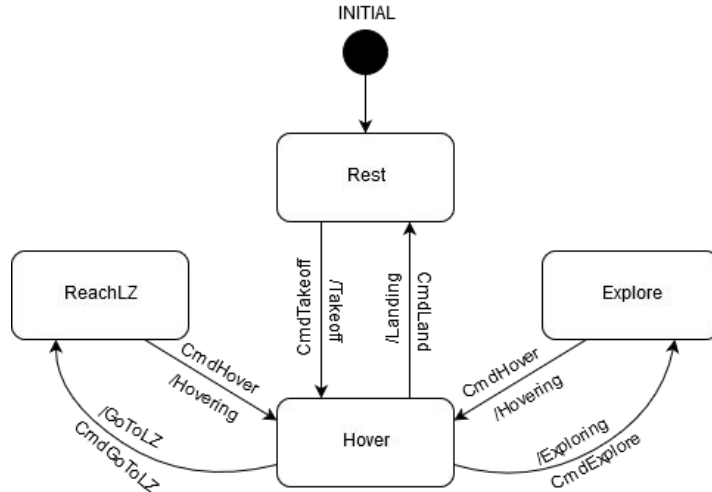 INITIAL
Rest
ReachLZ
Explore
CmdTakeoff
/Takeoff
/Landing
CmdLand
CmdHover
/Hovering
CmdHover
/Hovering
/GoToLZ
CmdGoToLZ
Hover
/Exploring
CmdExplore